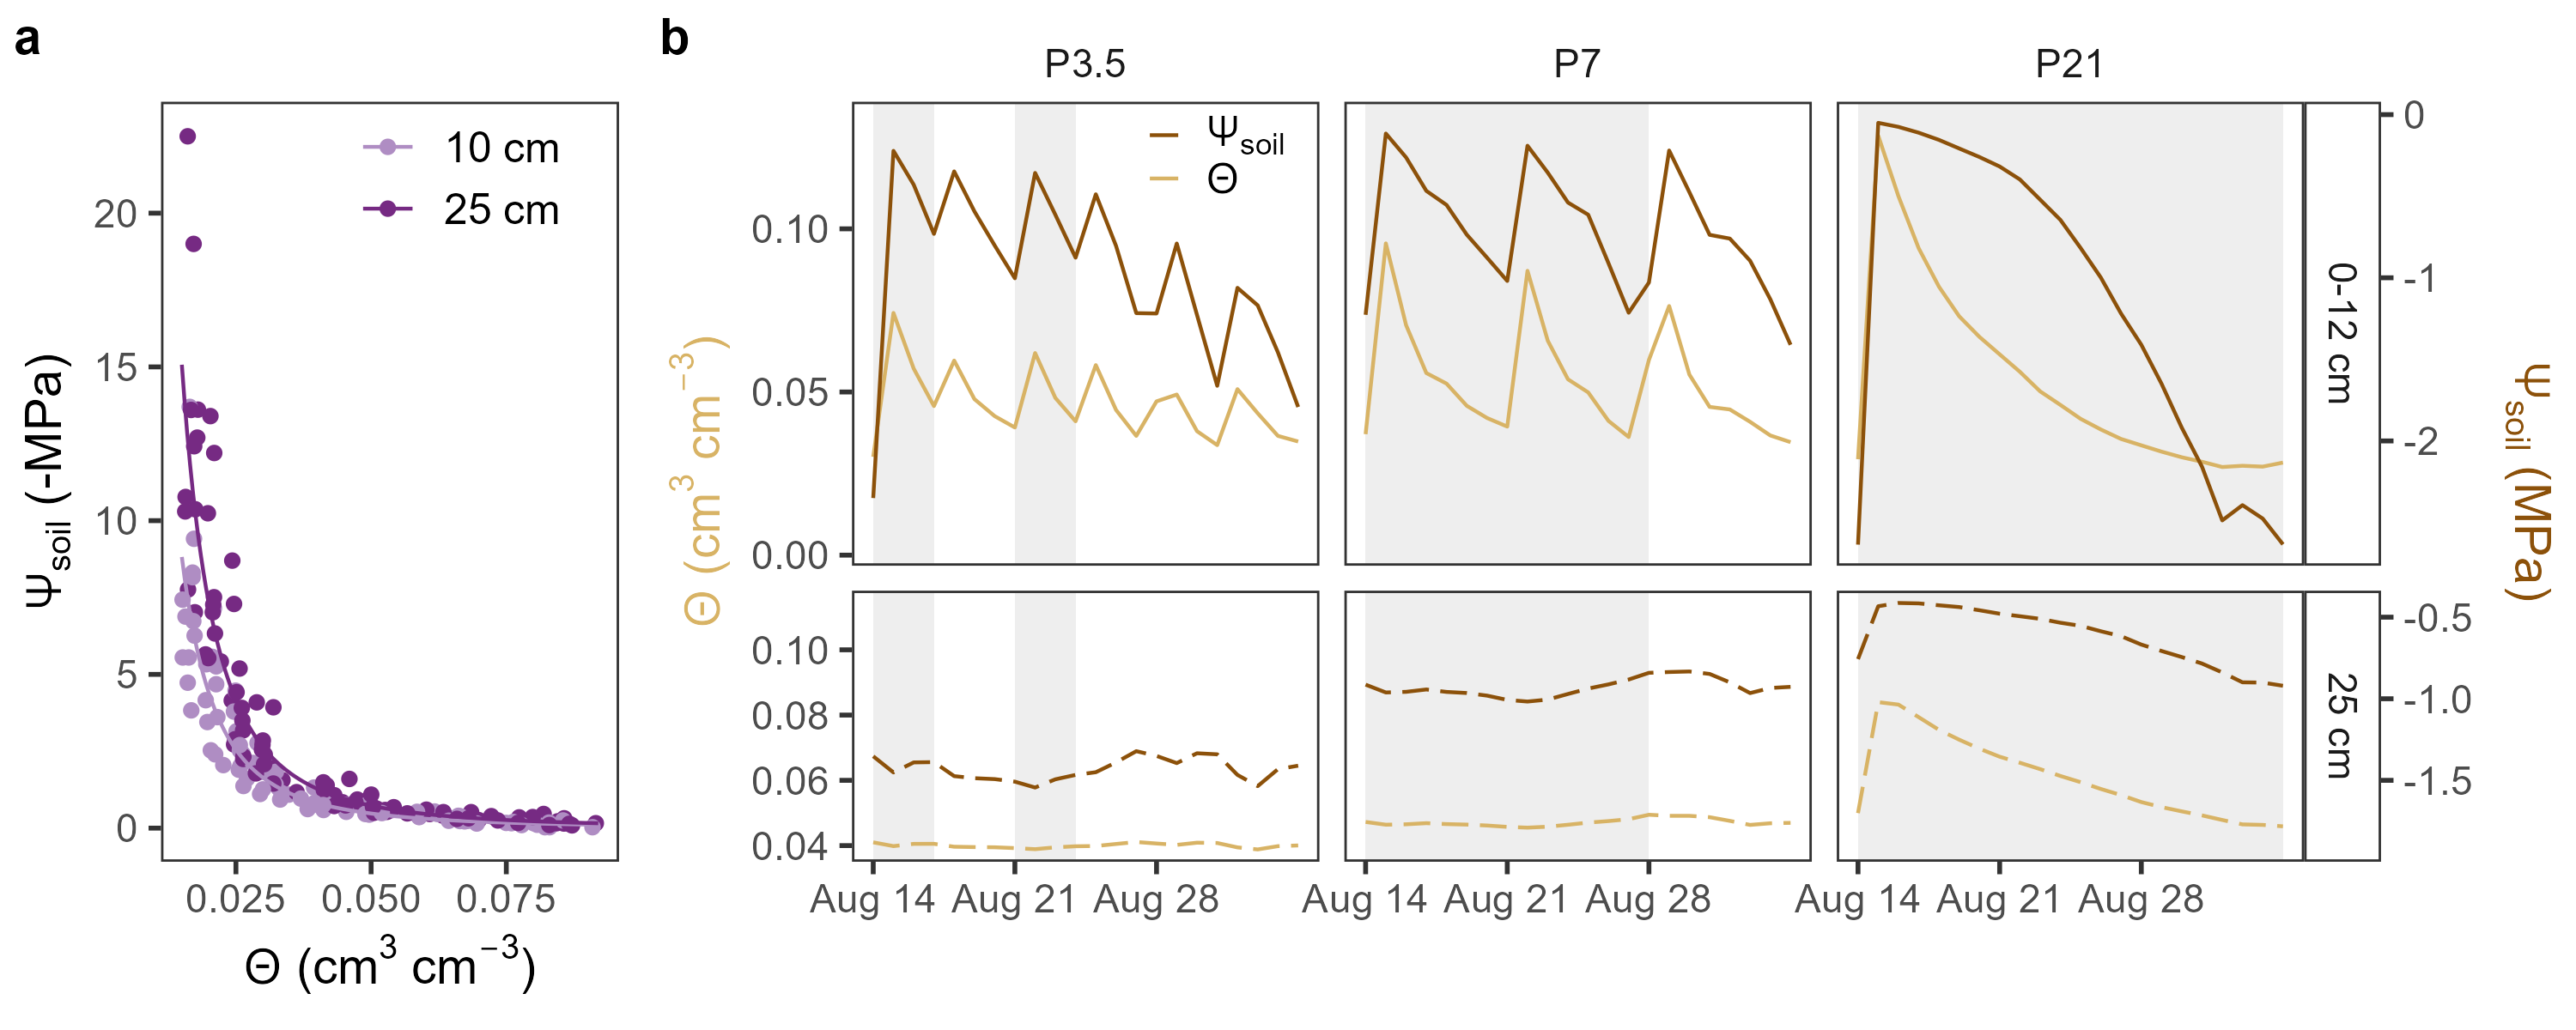 a
Ψsoil (-MPa)
20
15
10
5
0
10 cm
25 cm
0.025 0.050 0.075
Θ (cm³ cm⁻³)
b
P3.5 P7 P21
Θ (cm³ cm⁻³)
0.10
0.05
0.00
Ψsoil
Θ
0-12 cm
0
-1
-2
0.10
0.08
0.06
0.04
25 cm
-0.5
-1.0
-1.5
Ψsoil (MPa)
Aug 14 Aug 21 Aug 28 Aug 14 Aug 21 Aug 28 Aug 14 Aug 21 Aug 28